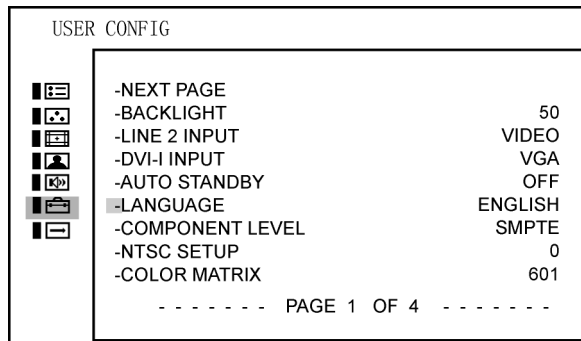 USER CONFIG
-NEXT PAGE
-BACKLIGHT 50
-LINE 2 INPUT VIDEO
-DVI-I INPUT VGA
-AUTO STANDBY OFF
-LANGUAGE ENGLISH
-COMPONENT LEVEL SMPTE
-NTSC SETUP 0
-COLOR MATRIX 601
- - - - - - - PAGE 1 OF 4 - - - - - - -